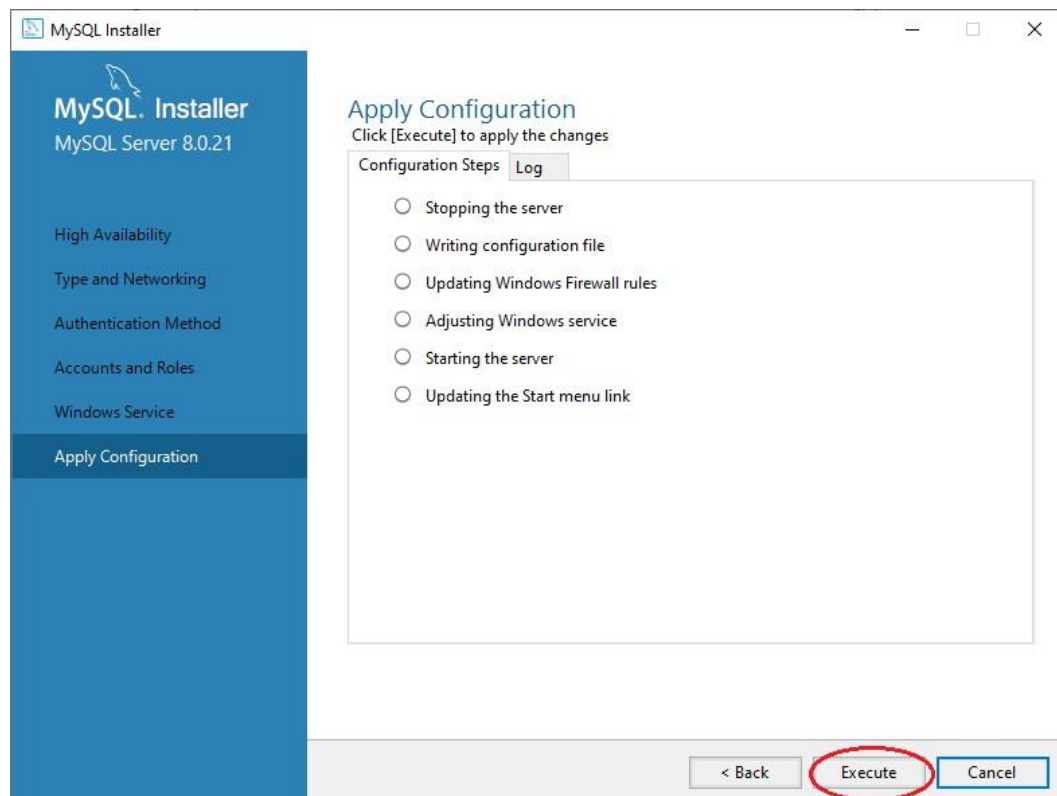 MySQL Installer
MySQL. Installer
MySQL Server 8.0.21
High Availability
Type and Networking
Authentication Method
Accounts and Roles
Windows Service
Apply Configuration
Apply Configuration
Click [Execute] to apply the changes
Configuration Steps Log
Stopping the server
Writing configuration file
Updating Windows Firewall rules
Adjusting Windows service
Starting the server
Updating the Start menu link
< Back Execute Cancel